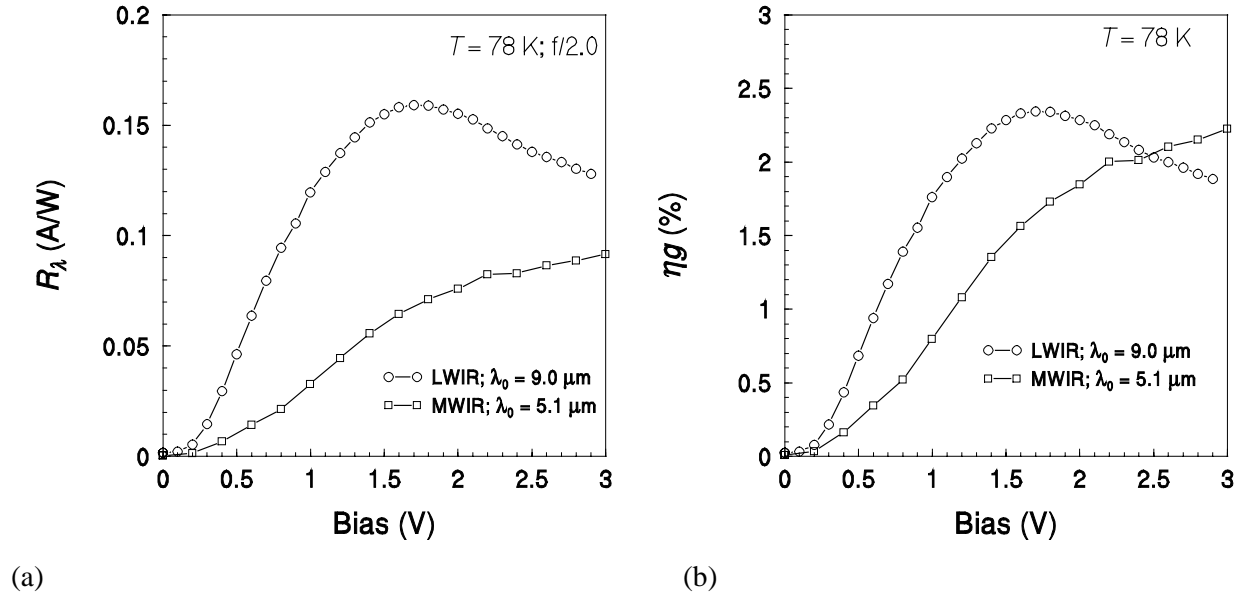 0.2
0.15
0.1
0.05
0
R_λ (A/W)
T = 78 K; f/2.0
LWIR; λ₀ = 9.0 µm
MWIR; λ₀ = 5.1 µm
0 0.5 1 1.5 2 2.5 3
Bias (V)
(a)
3
2.5
2
1.5
1
0.5
0
ηg (%)
T = 78 K
LWIR; λ₀ = 9.0 µm
MWIR; λ₀ = 5.1 µm
0 0.5 1 1.5 2 2.5 3
Bias (V)
(b)